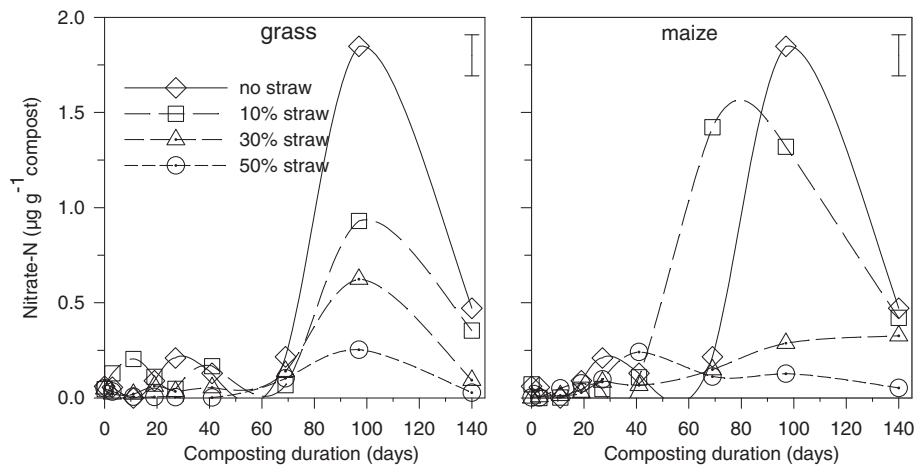 grass
maize
no straw
10% straw
30% straw
50% straw
Nitrate-N (µg g-1 compost)
2.0
1.5
1.0
0.5
0.0
0 20 40 60 80 100 120 140
0 20 40 60 80 100 120 140
Composting duration (days)
Composting duration (days)